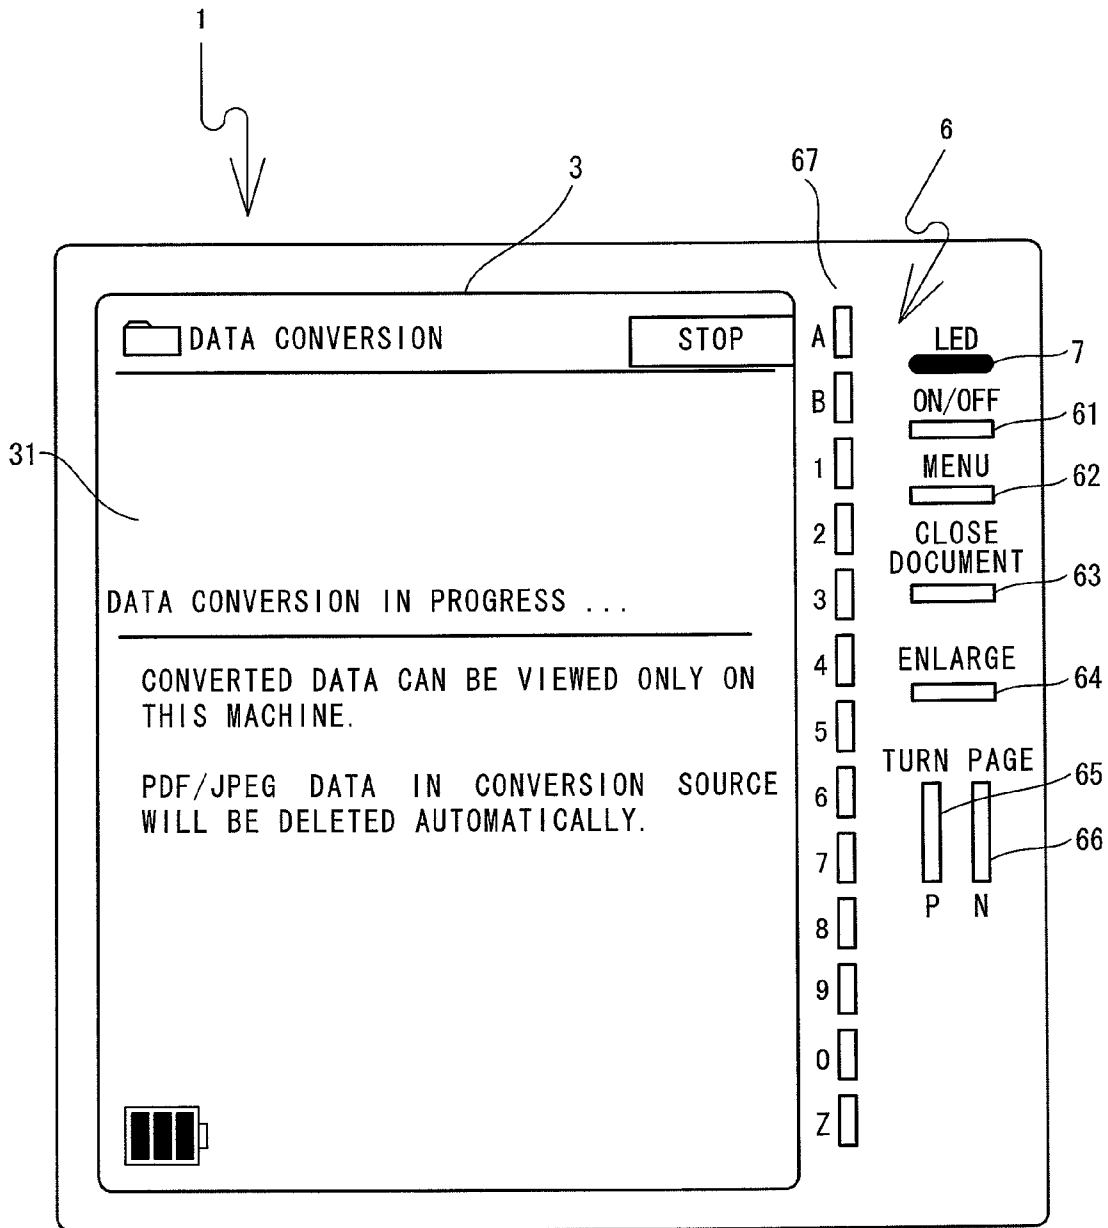 1
6
3
67
DATA CONVERSION
STOP
A
LED
7
B
ON/OFF
61
31
1
MENU
62
2
CLOSE
DOCUMENT
63
DATA CONVERSION IN PROGRESS ...
3
CONVERTED DATA CAN BE VIEWED ONLY ON
THIS MACHINE.
4
ENLARGE
64
5
TURN PAGE
65
PDF/JPEG DATA IN CONVERSION SOURCE
WILL BE DELETED AUTOMATICALLY.
6
7
66
P N
8
9
0
Z